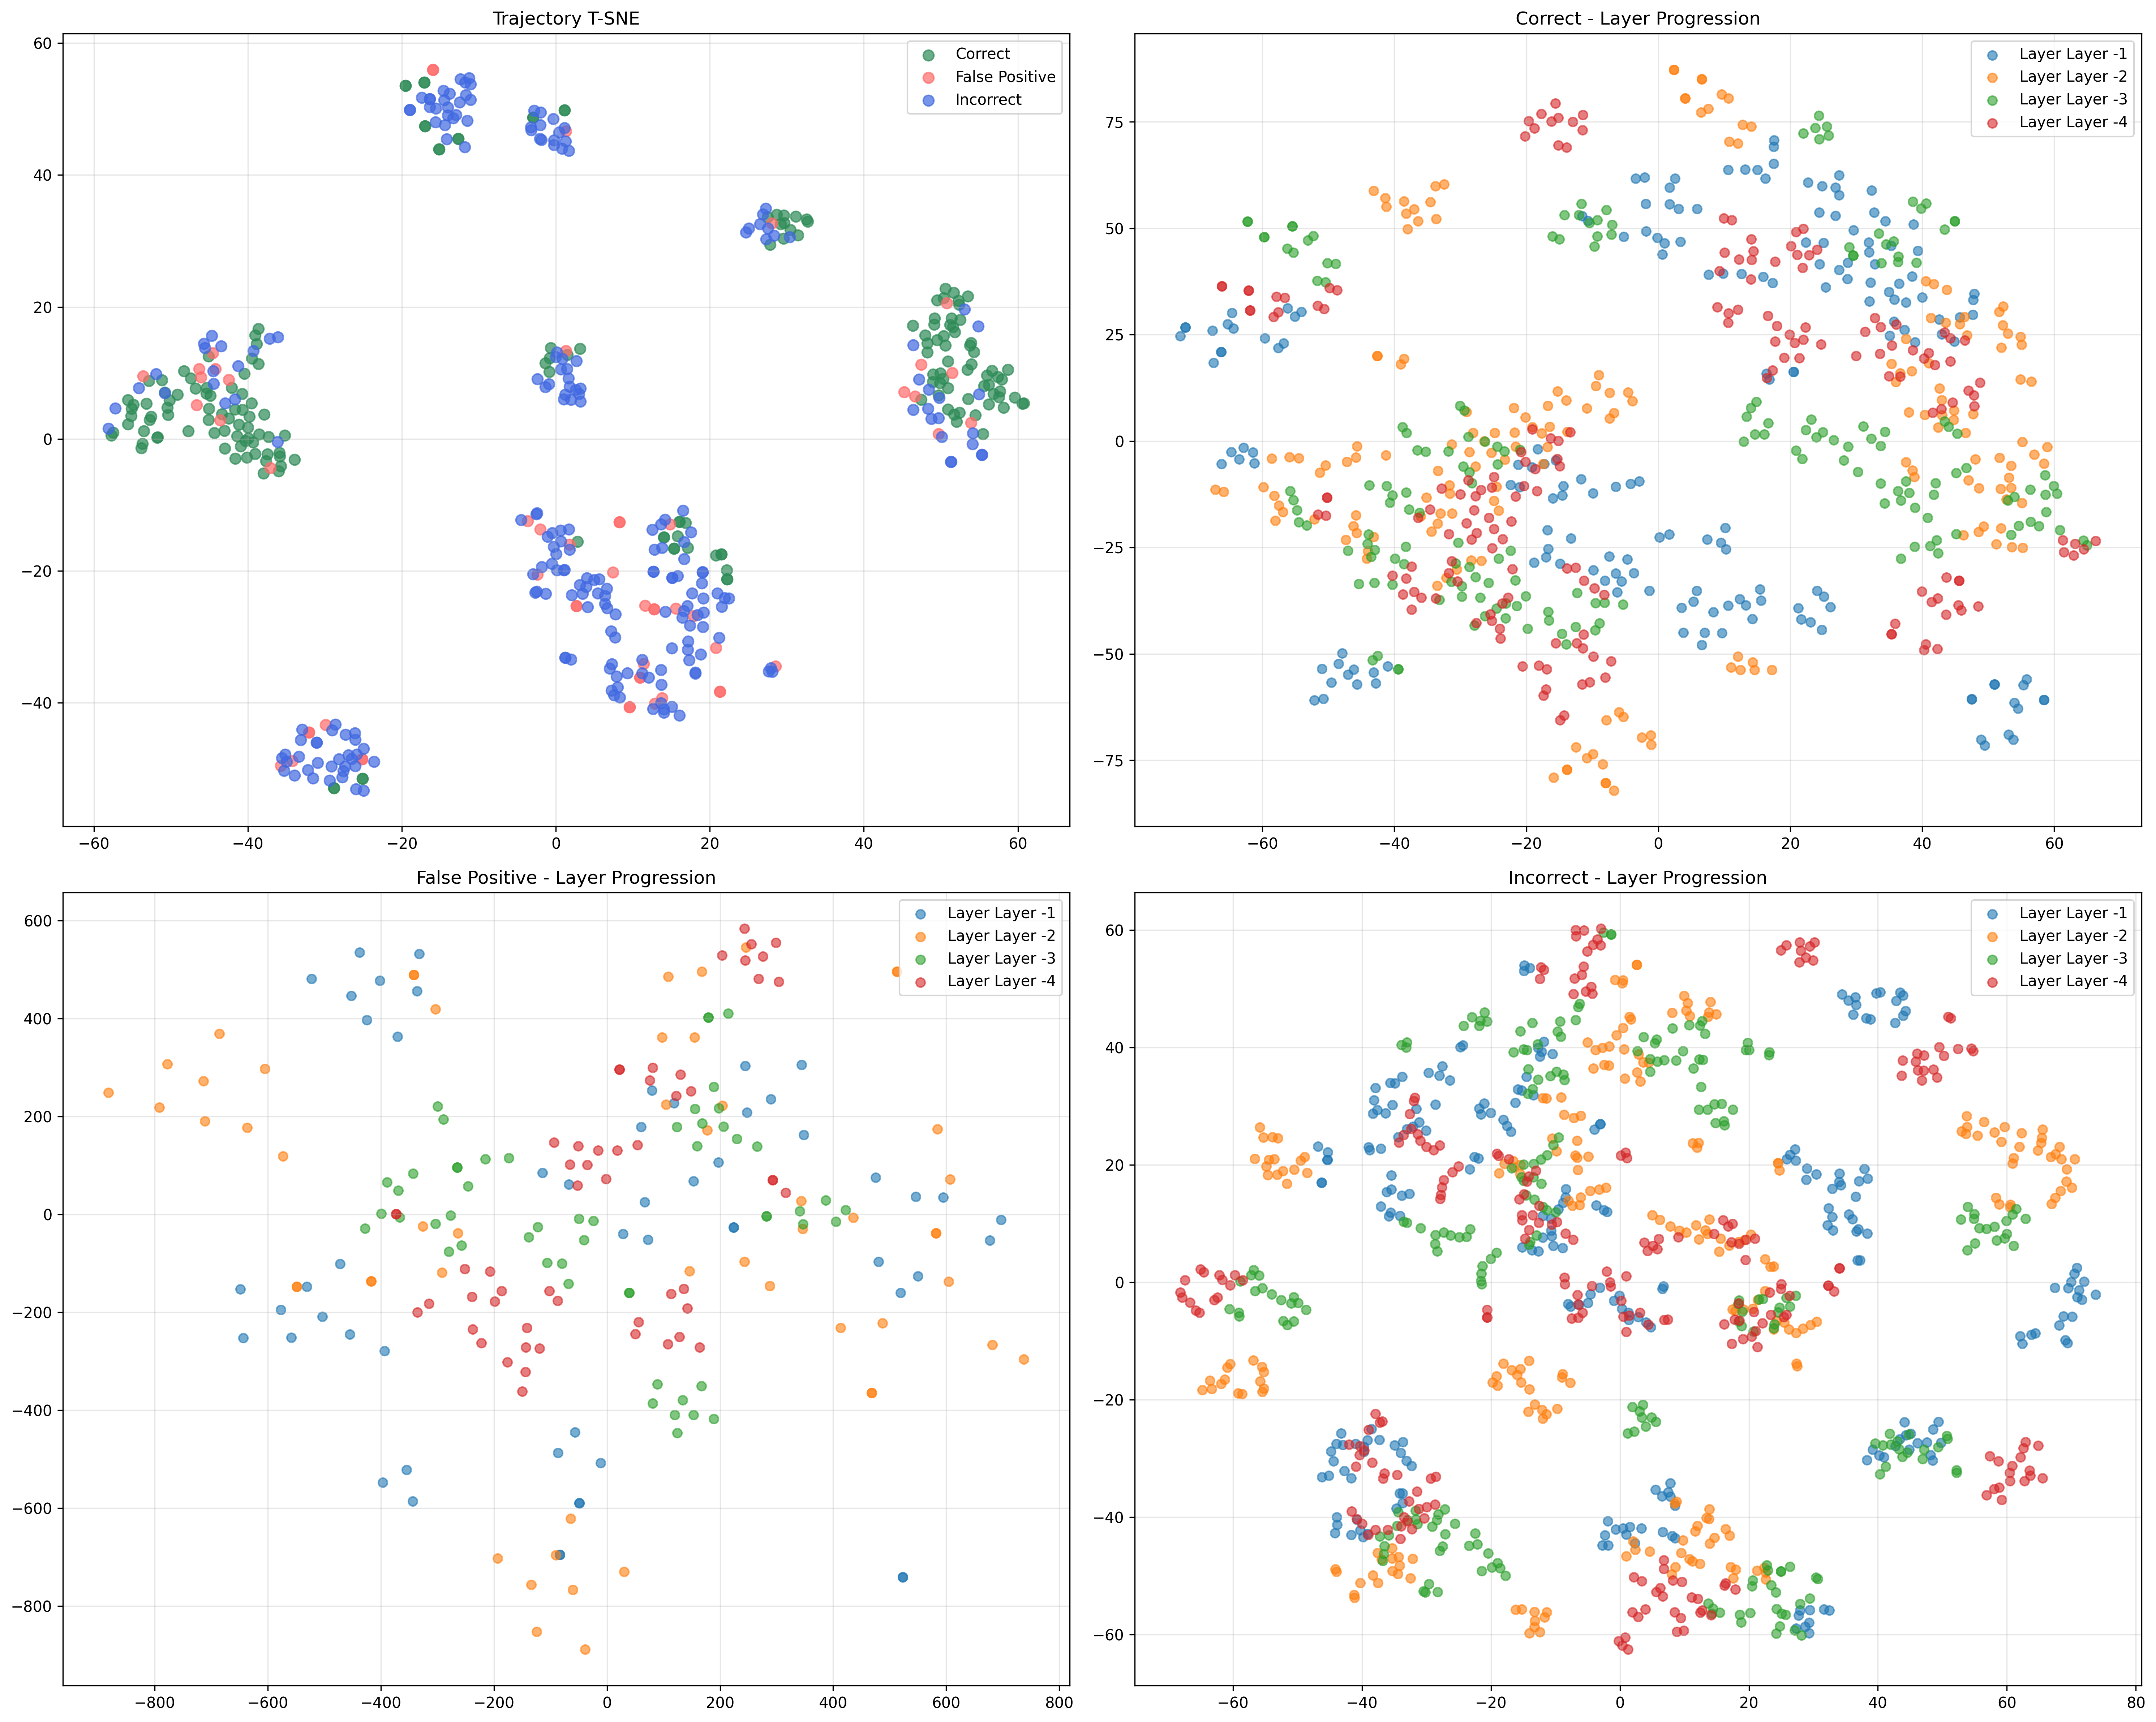 Trajectory T-SNE
Correct
False Positive
Incorrect
60
40
20
0
−20
−40
−60 −40 −20 0 20 40 60
Correct - Layer Progression
Layer Layer -1
Layer Layer -2
Layer Layer -3
Layer Layer -4
75
50
25
0
−25
−50
−75
−60 −40 −20 0 20 40 60
False Positive - Layer Progression
Layer Layer -1
Layer Layer -2
Layer Layer -3
Layer Layer -4
600
400
200
0
−200
−400
−600
−800
−800 −600 −400 −200 0 200 400 600 800
Incorrect - Layer Progression
Layer Layer -1
Layer Layer -2
Layer Layer -3
Layer Layer -4
60
40
20
0
−20
−40
−60
−60 −40 −20 0 20 40 60 80